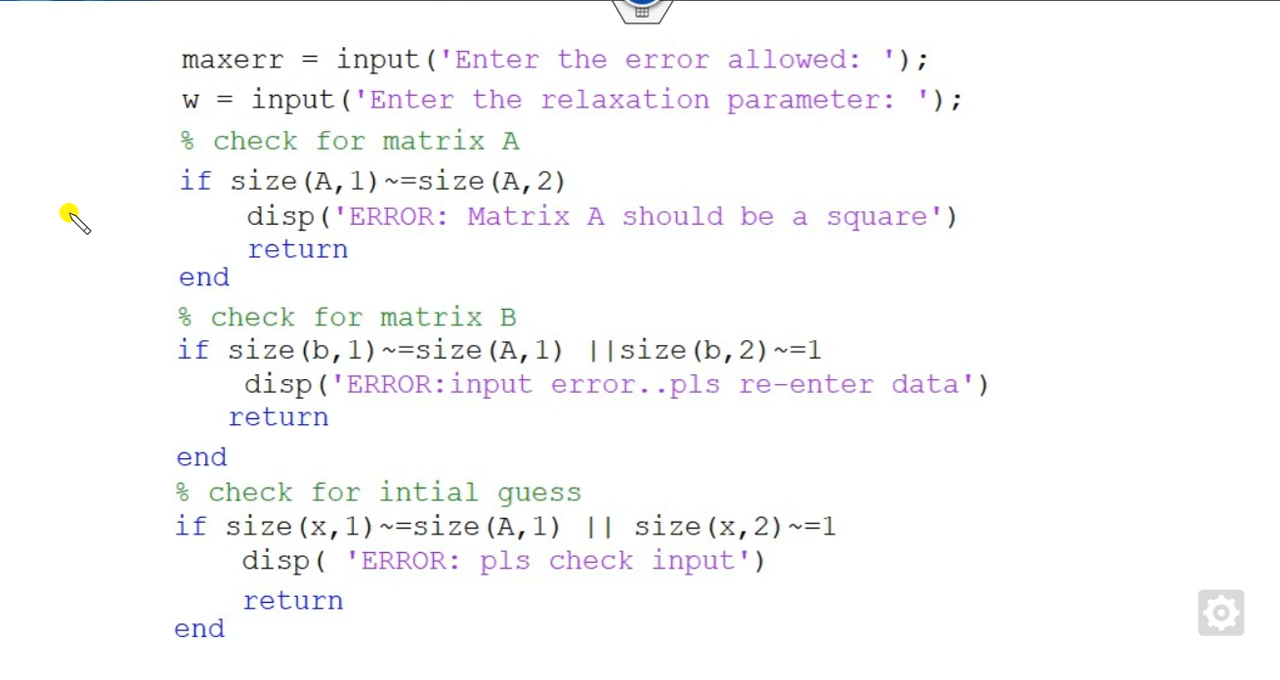 maxerr = input('Enter the error allowed: ');
w = input('Enter the relaxation parameter: ');
% check for matrix A
if size(A,1)~=size(A,2)
disp('ERROR: Matrix A should be a square')
return
end
% check for matrix B
if size(b,1)~=size(A,1) ||size(b,2)~=1
disp('ERROR:input error..pls re-enter data')
return
end
% check for intial guess
if size(x,1)~=size(A,1) || size(x,2)~=1
disp( 'ERROR: pls check input')
return
end